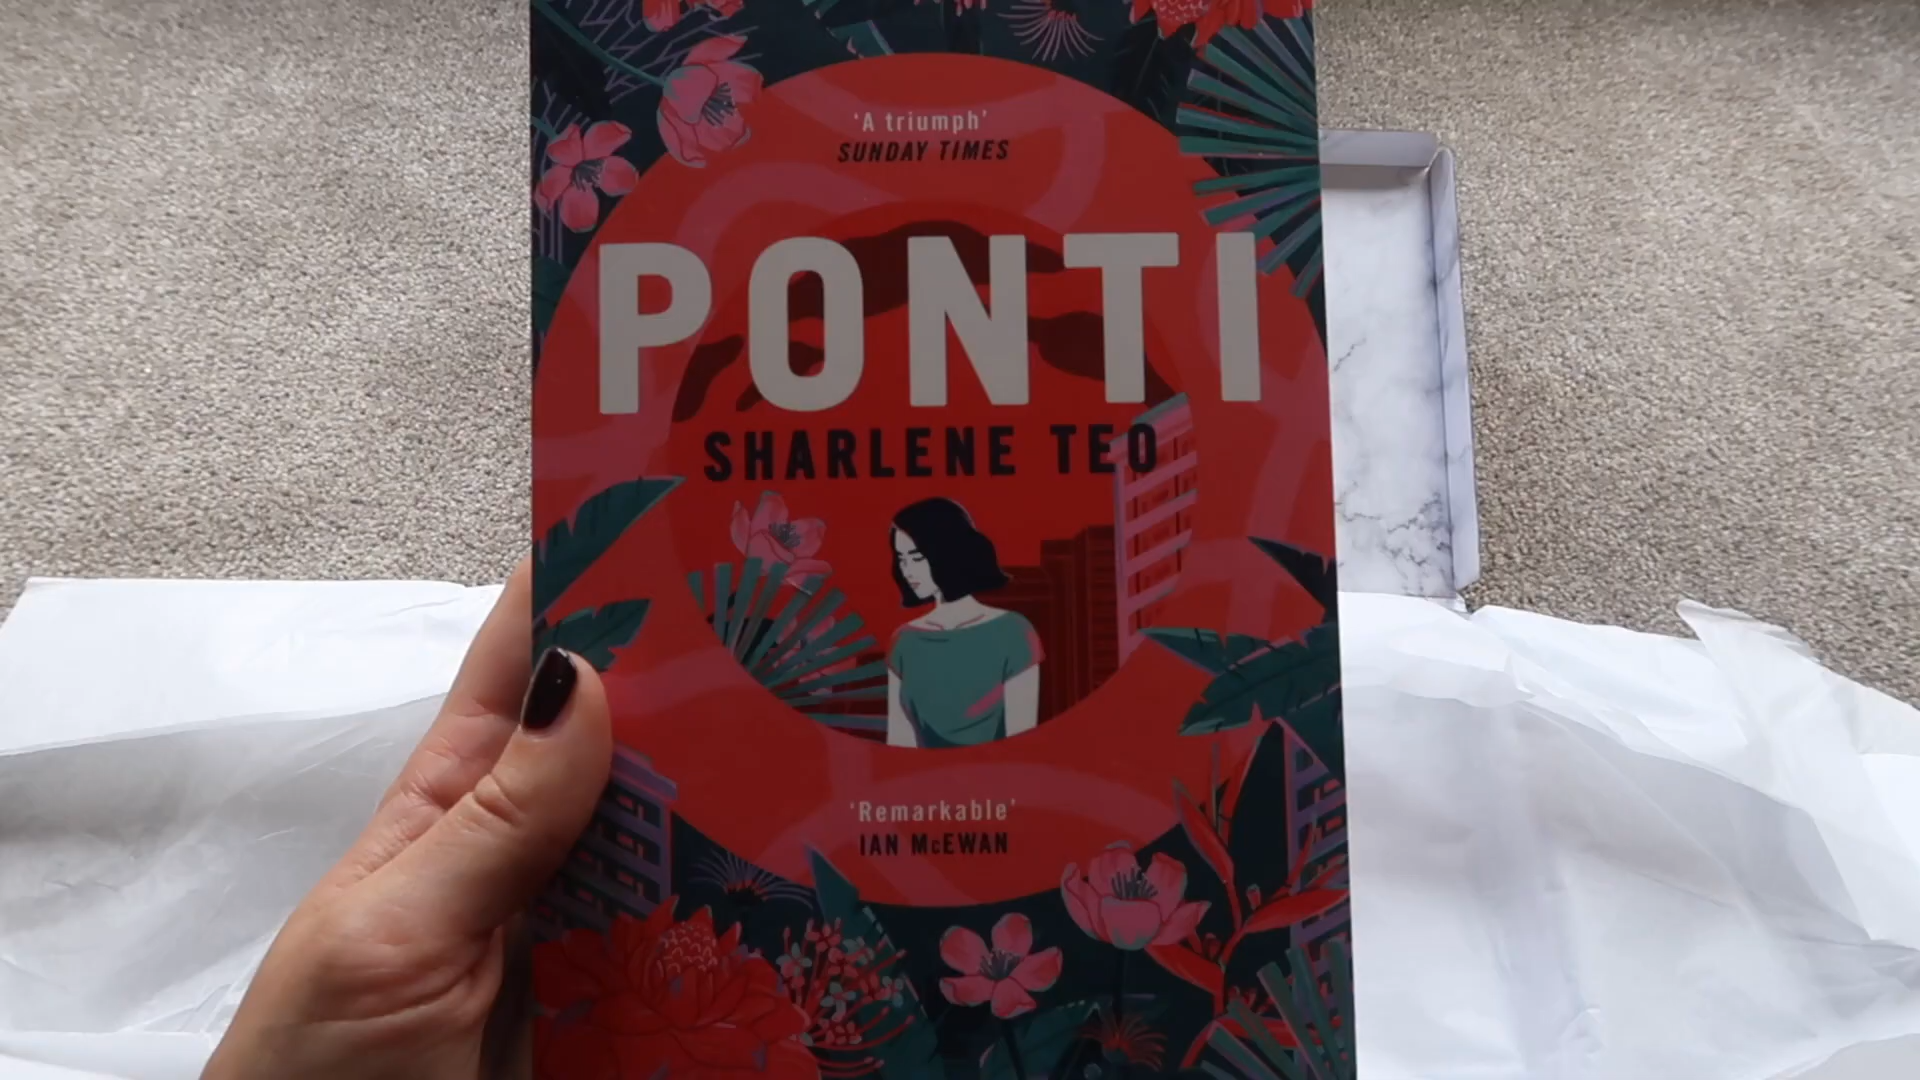 ‘A triumph’
SUNDAY TIMES
PONTI
SHARLENE TEO
‘Remarkable’
IAN McEWAN